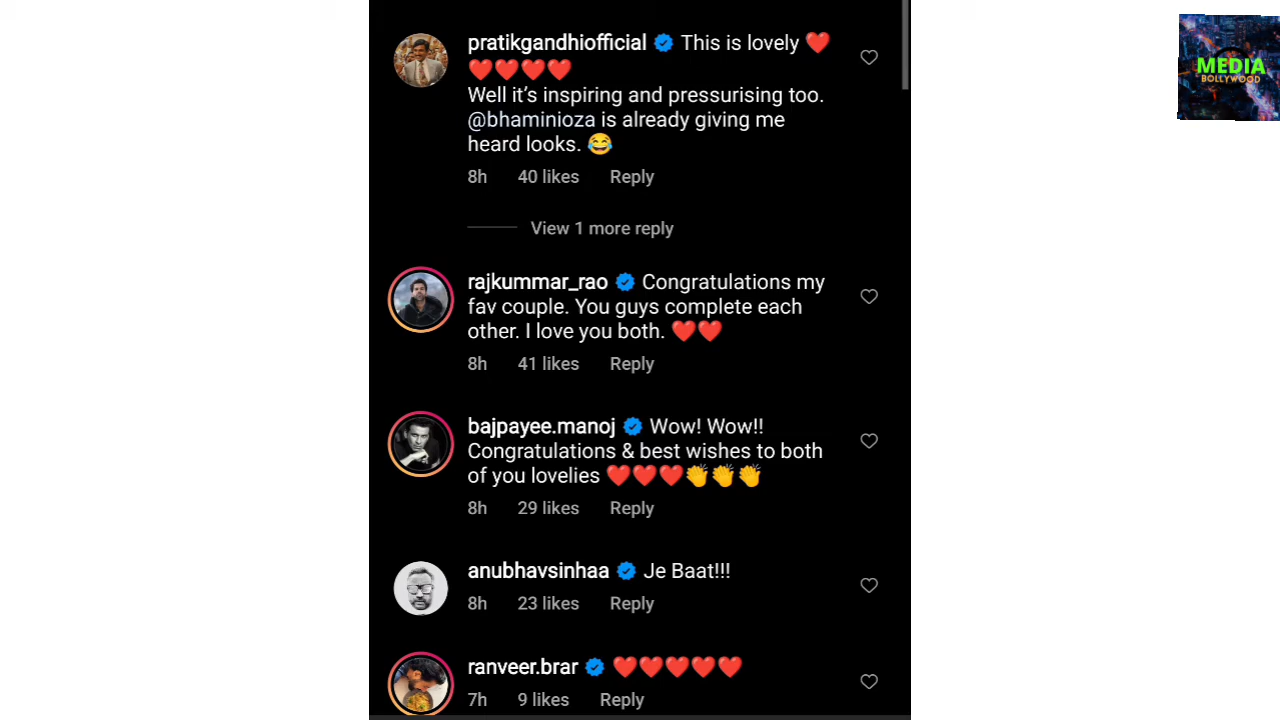 pratikgandhiofficial This is lovely ❤️
❤️❤️❤️❤️
Well it's inspiring and pressurising too.
@bhaminioza is already giving me
heard looks. 😂
8h 40 likes Reply
View 1 more reply
rajkummar_rao Congratulations my
fav couple. You guys complete each
other. I love you both. ❤️❤️
8h 41 likes Reply
bajpayee.manoj Wow! Wow!!
Congratulations & best wishes to both
of you lovelies ❤️❤️❤️👏👏👏
8h 29 likes Reply
anubhavsinhaa Je Baat!!!
8h 23 likes Reply
ranveer.brar ❤️❤️❤️❤️❤️
7h 9 likes Reply
MEDIA
BOLLYWOOD